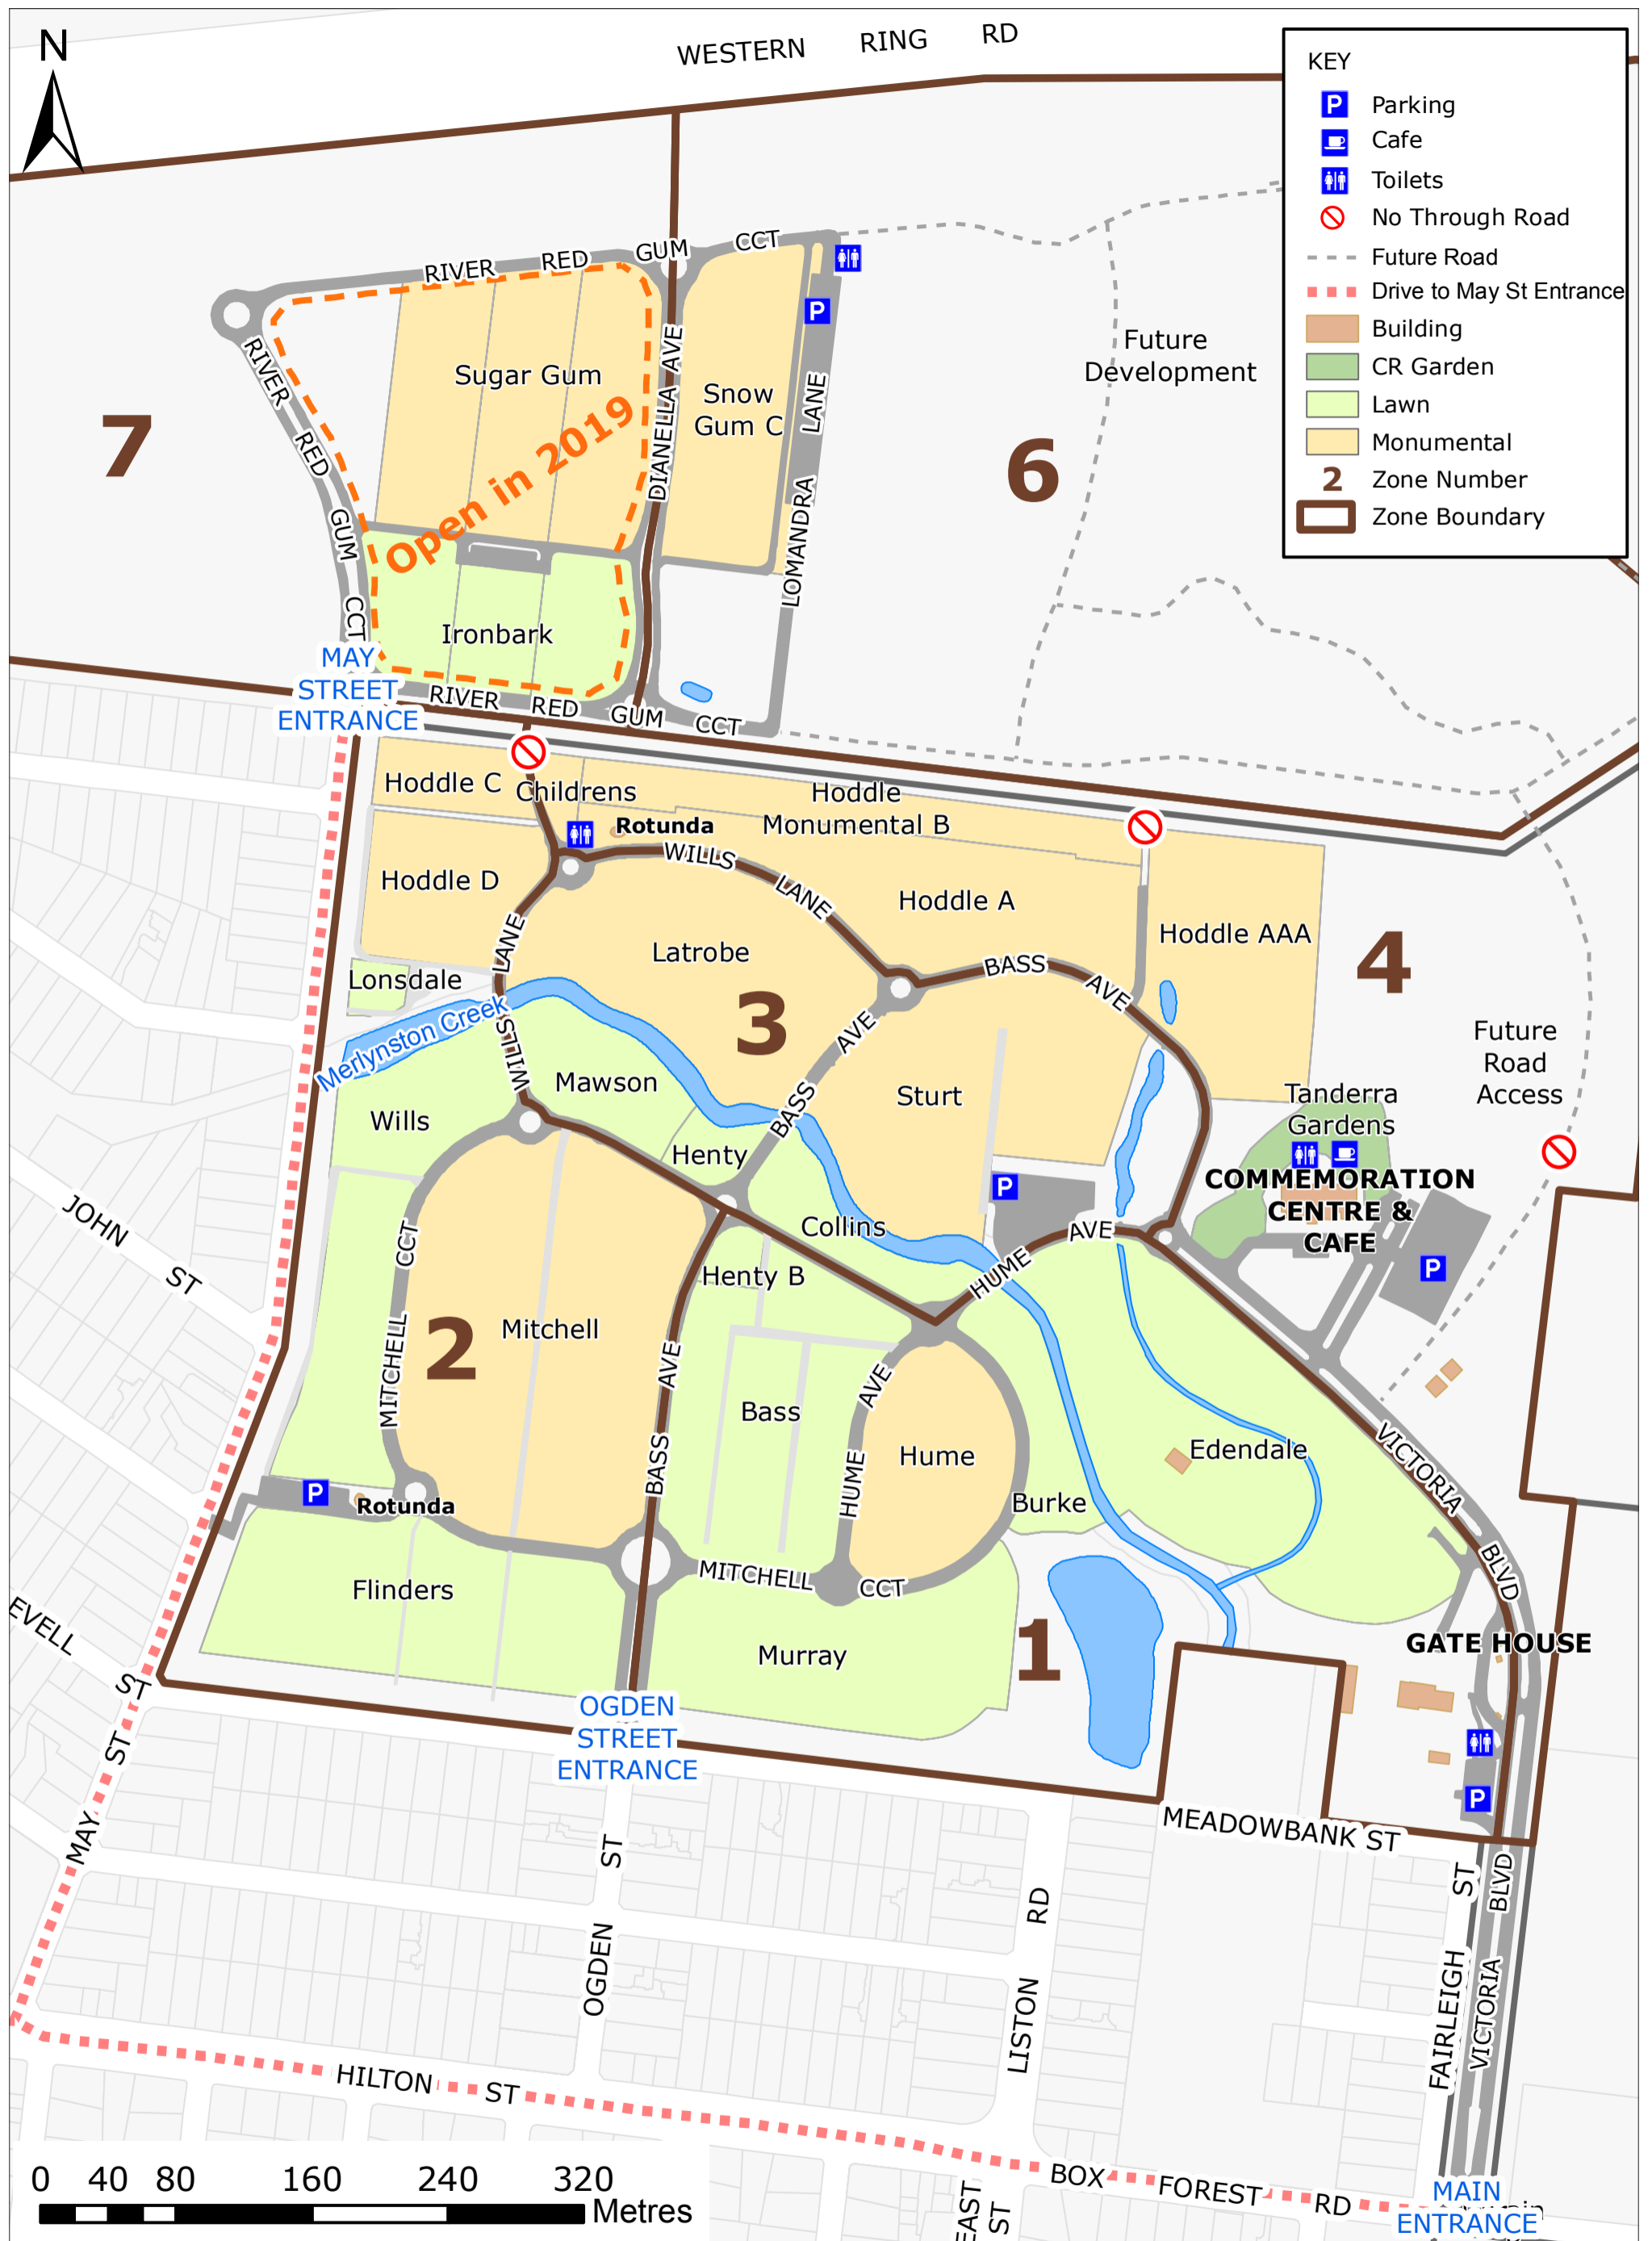 N
WESTERN RING RD
KEY
P Parking
Cafe
Toilets
No Through Road
Future Road
Drive to May St Entrance
Building
CR Garden
Lawn
Monumental
2 Zone Number
Zone Boundary
RIVER RED GUM CCT
P
Sugar Gum
Snow
Gum C
DIANELLA AVE
LOMANDRA LANE
Future
Development
7
6
Open in 2019
RIVER RED GUM CCT
Ironbark
MAY
STREET
ENTRANCE
RIVER RED GUM CCT
Hoddle C
Childrens
Hoddle
Monumental B
Rotunda
WILLS LANE
Hoddle D
Hoddle A
Hoddle AAA
Latrobe
BASS AVE
4
Lonsdale
WILLS LANE
Merlynston Creek
3
BASS AVE
Future
Road
Access
Mawson
Sturt
Wills
Henty
Tanderra
Gardens
COMMEMORATION
CENTRE &
CAFE
P
P
Collins
HUME AVE
Henty B
JOHN ST
MITCHELL CCT
2
Mitchell
BASS AVE
Bass
HUME AVE
Hume
Edendale
VICTORIA BLVD
P
Rotunda
Burke
Flinders
MITCHELL CCT
Murray
1
GATE HOUSE
EVELL ST
OGDEN
STREET
ENTRANCE
P
MEADOWBANK ST
MAY ST
OGDEN ST
LISTON RD
FAIRLEIGH ST
VICTORIA BLVD
HILTON ST
BOX FOREST RD
EAST ST
MAIN
ENTRANCE
0 40 80 160 240 320
Metres